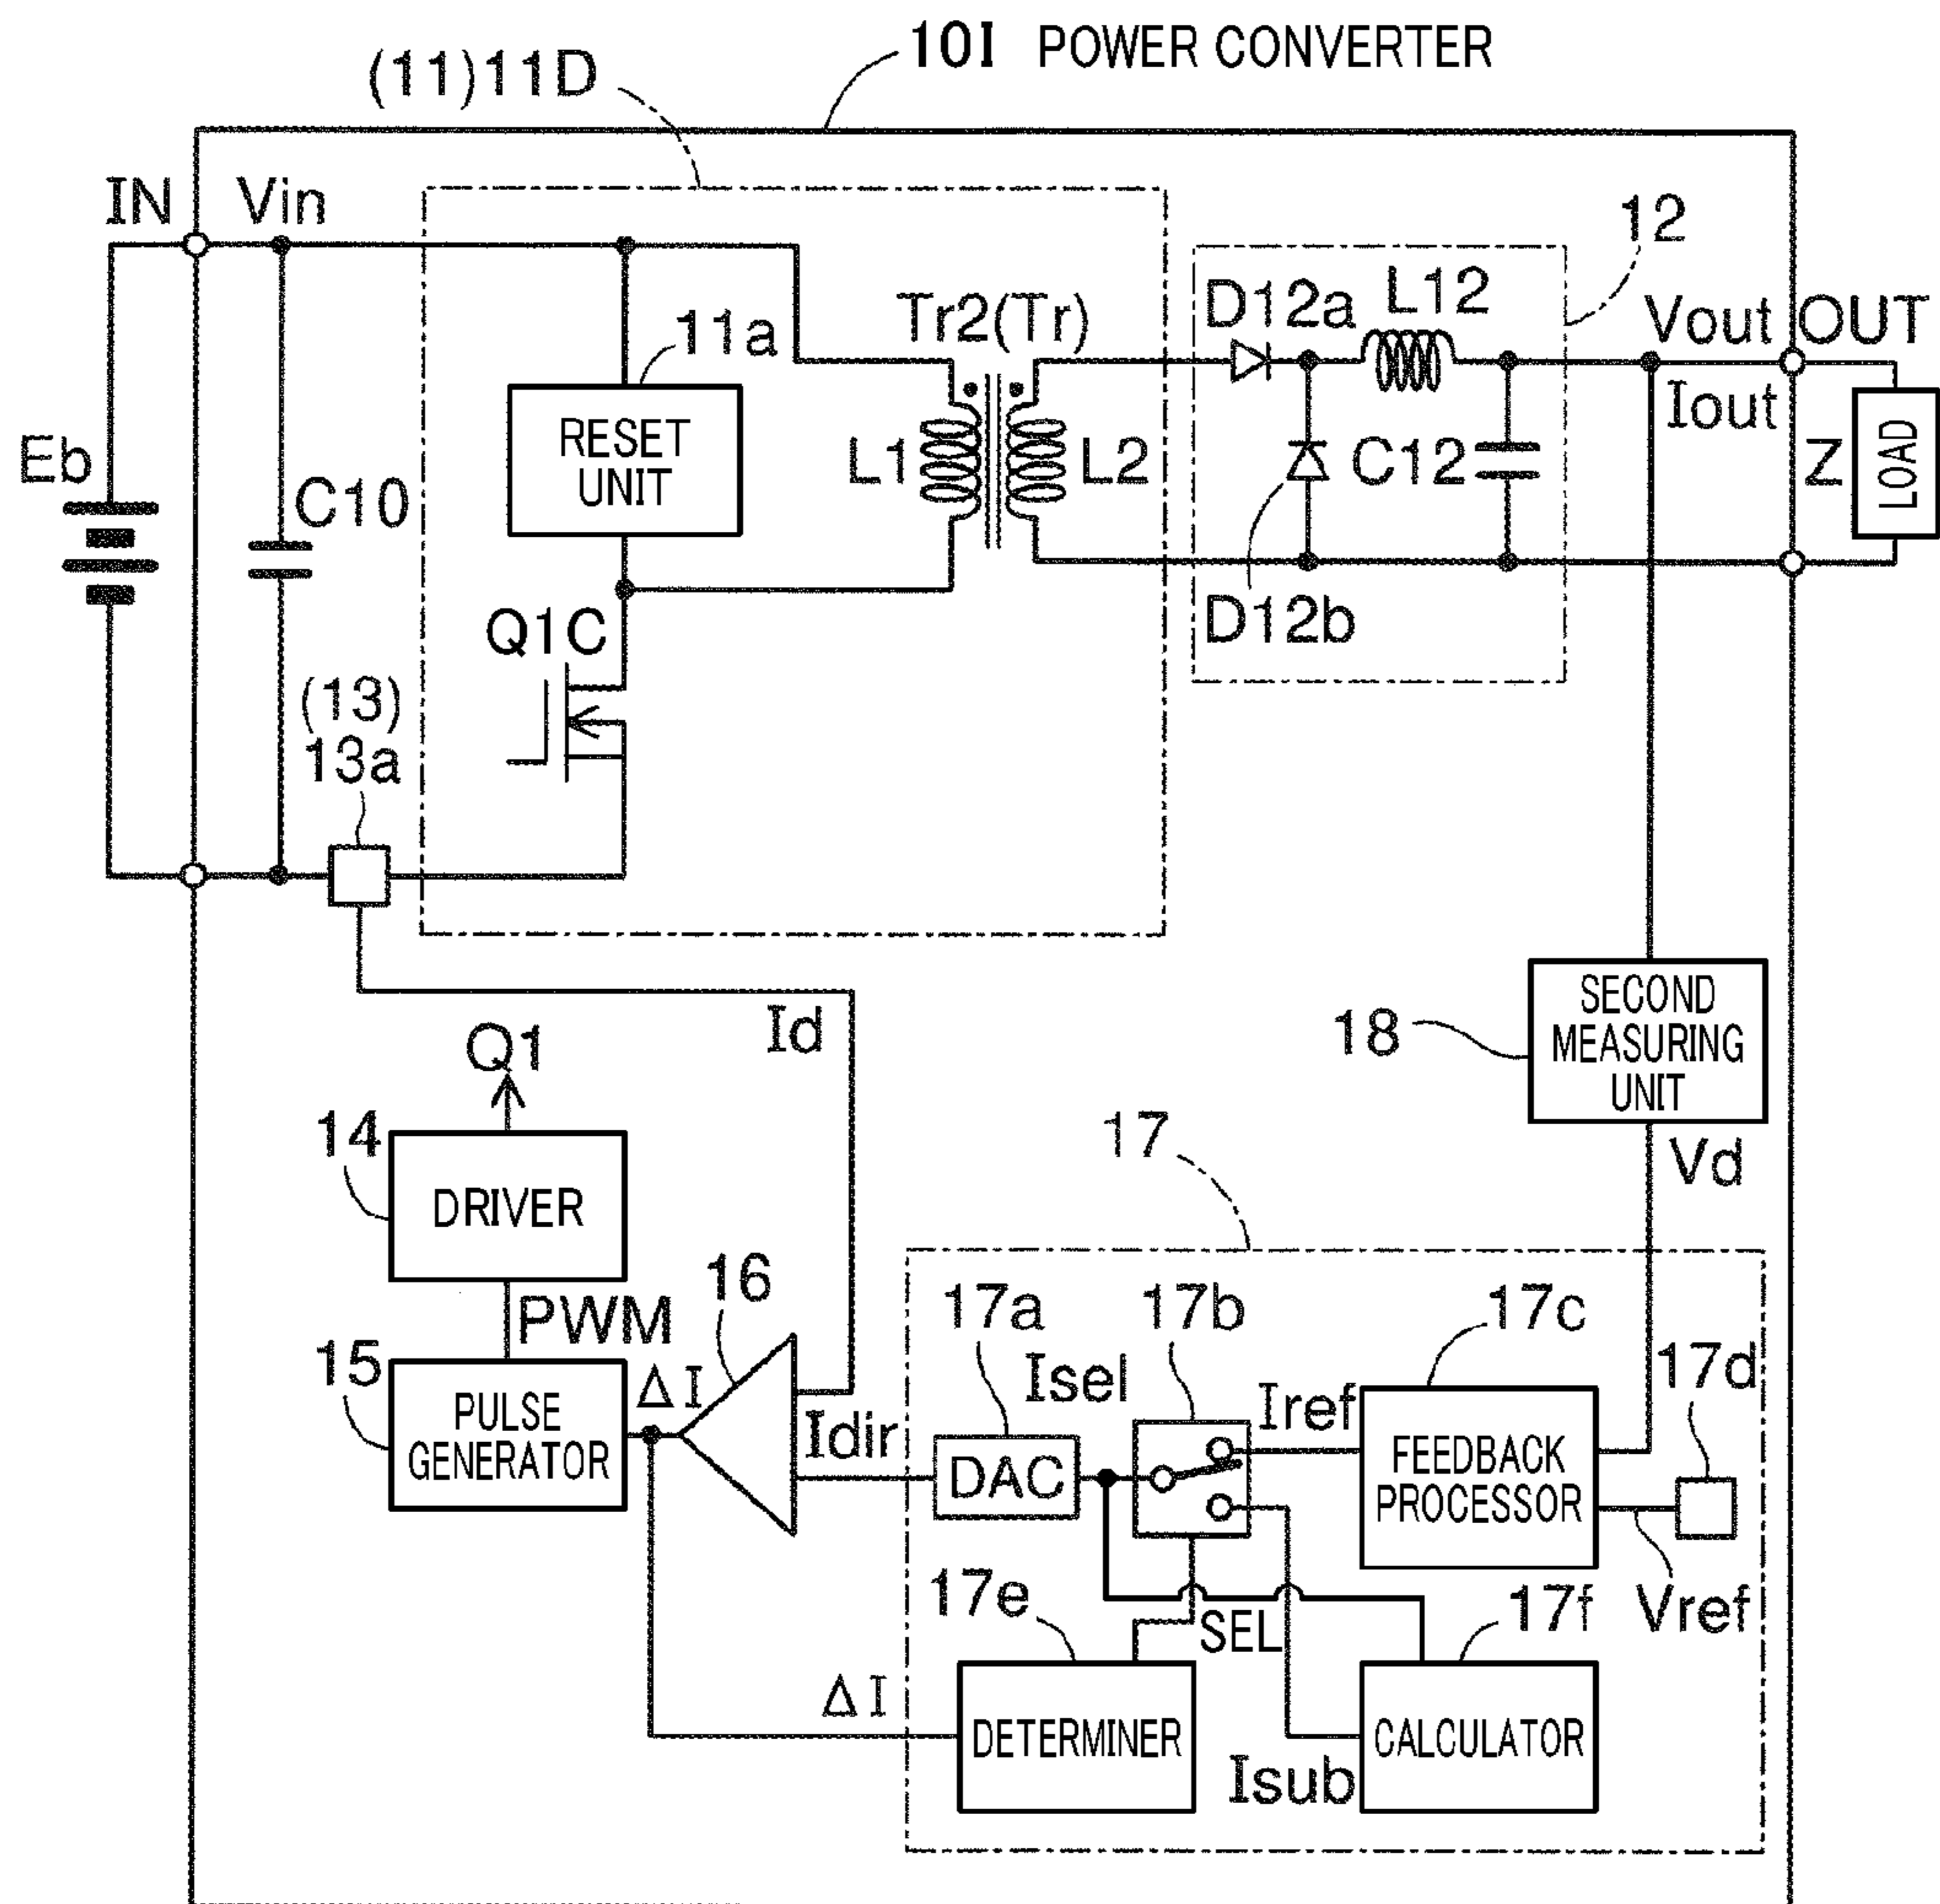 10I POWER CONVERTER
(11)11D
IN
Vin
12
D12a
L12
Vout
OUT
Tr2(Tr)
11a
Iout
RESET
UNIT
L1
L2
C12
Z
LOAD
Eb
C10
D12b
Q1C
(13)
13a
SECOND
MEASURING
UNIT
18
Id
Q1
14
17
Vd
DRIVER
16
PWM
17a
17b
17c
17d
15
ΔI
Isel
Iref
PULSE
GENERATOR
Idir
DAC
FEEDBACK
PROCESSOR
17e
SEL
17f
Vref
ΔI
DETERMINER
CALCULATOR
Isub